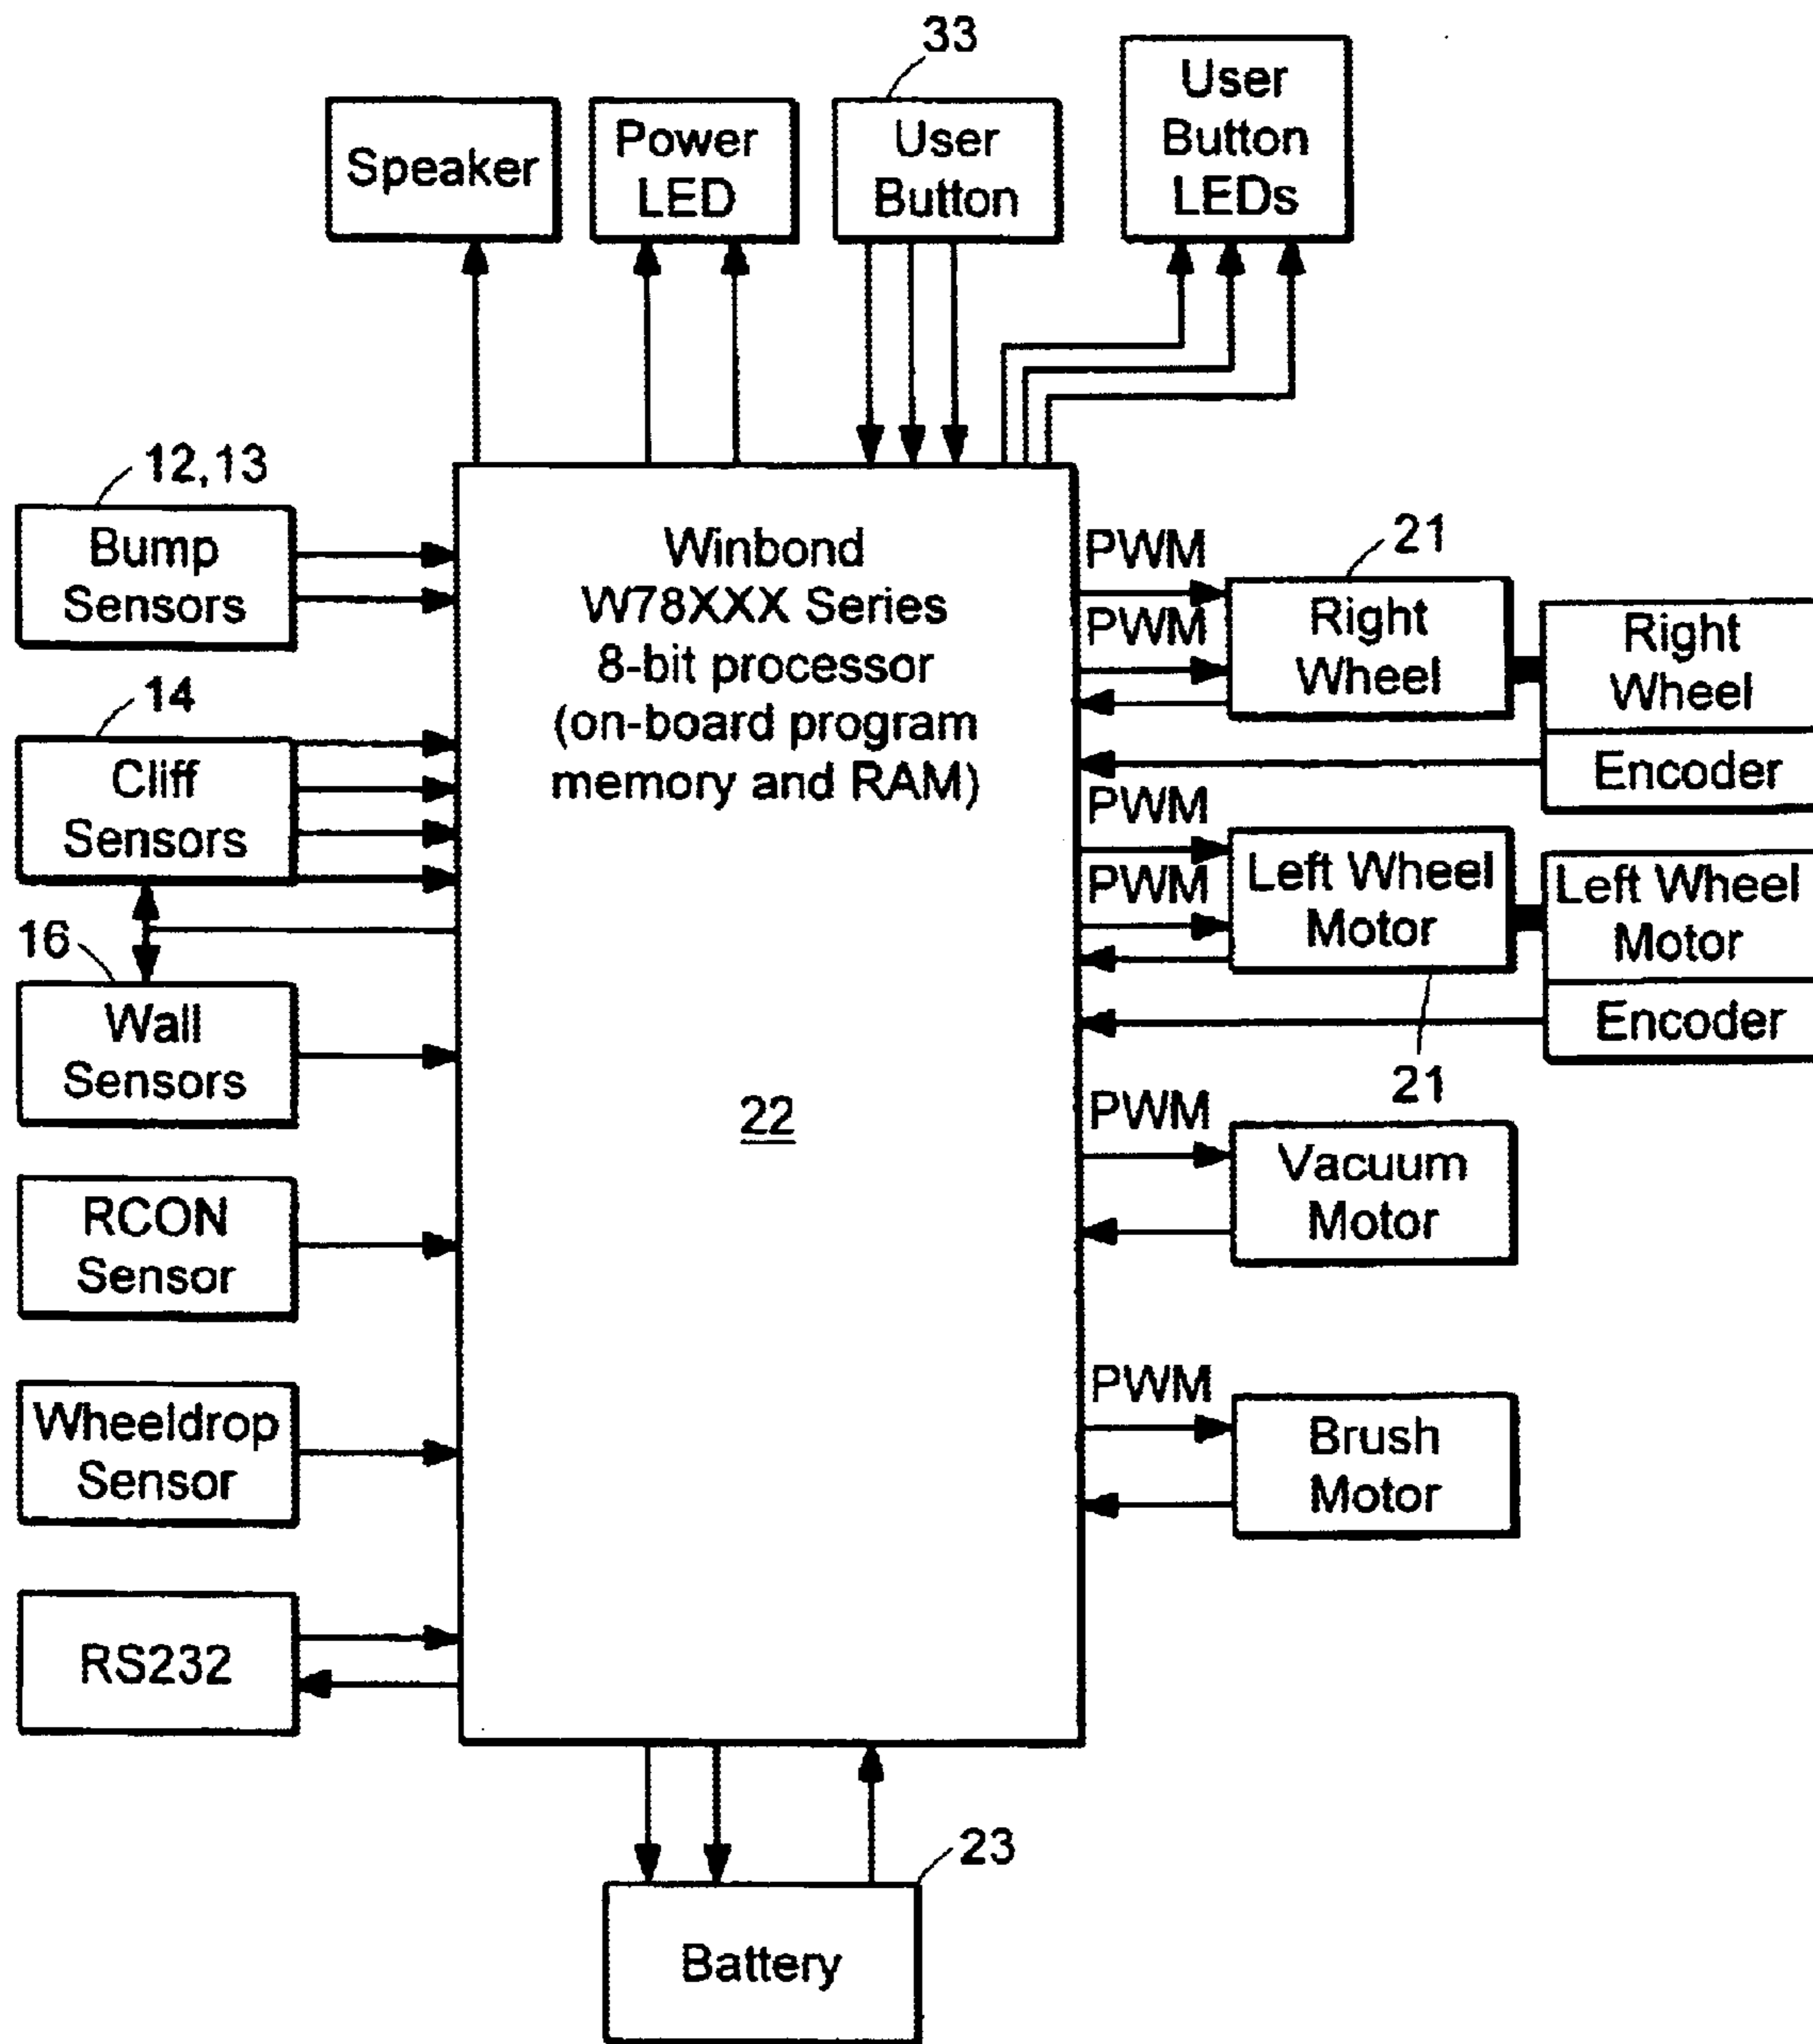 33
User
Button
LEDs
Speaker
Power
LED
User
Button
12,13
Bump
Sensors
14
Cliff
Sensors
16
Wall
Sensors
RCON
Sensor
Wheeldrop
Sensor
RS232
Winbond
W78XXX Series
8-bit processor
(on-board program
memory and RAM)
22
PWM
PWM
21
Right
Wheel
Right
Wheel
Encoder
PWM
PWM
Left Wheel
Motor
21
Left Wheel
Motor
Encoder
PWM
Vacuum
Motor
PWM
Brush
Motor
23
Battery